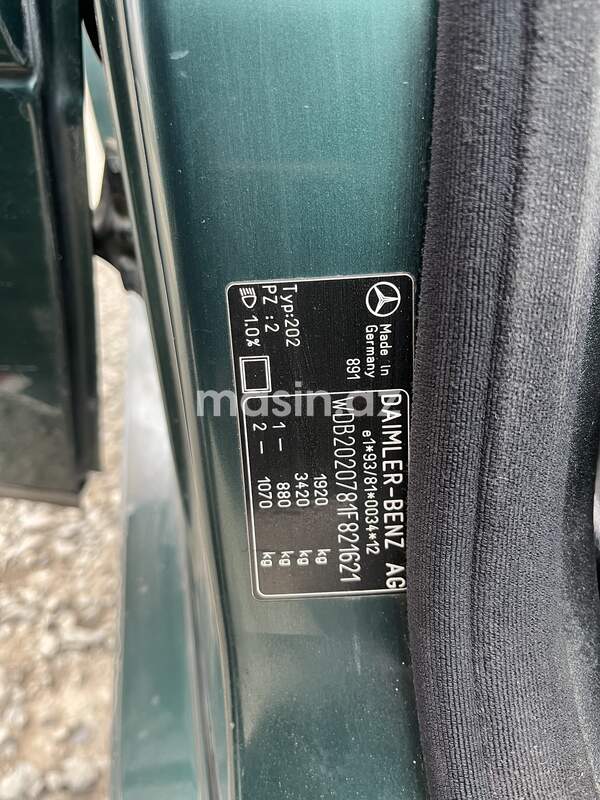 Made in
Germany
891
DAIMLER-BENZ AG
e1*93/81*0034*12
WDB2020781F821621
1920 kg
3420 kg
1 – 880 kg
2 – 1070 kg
Typ:202
PZ :2
1.0%
masin.az